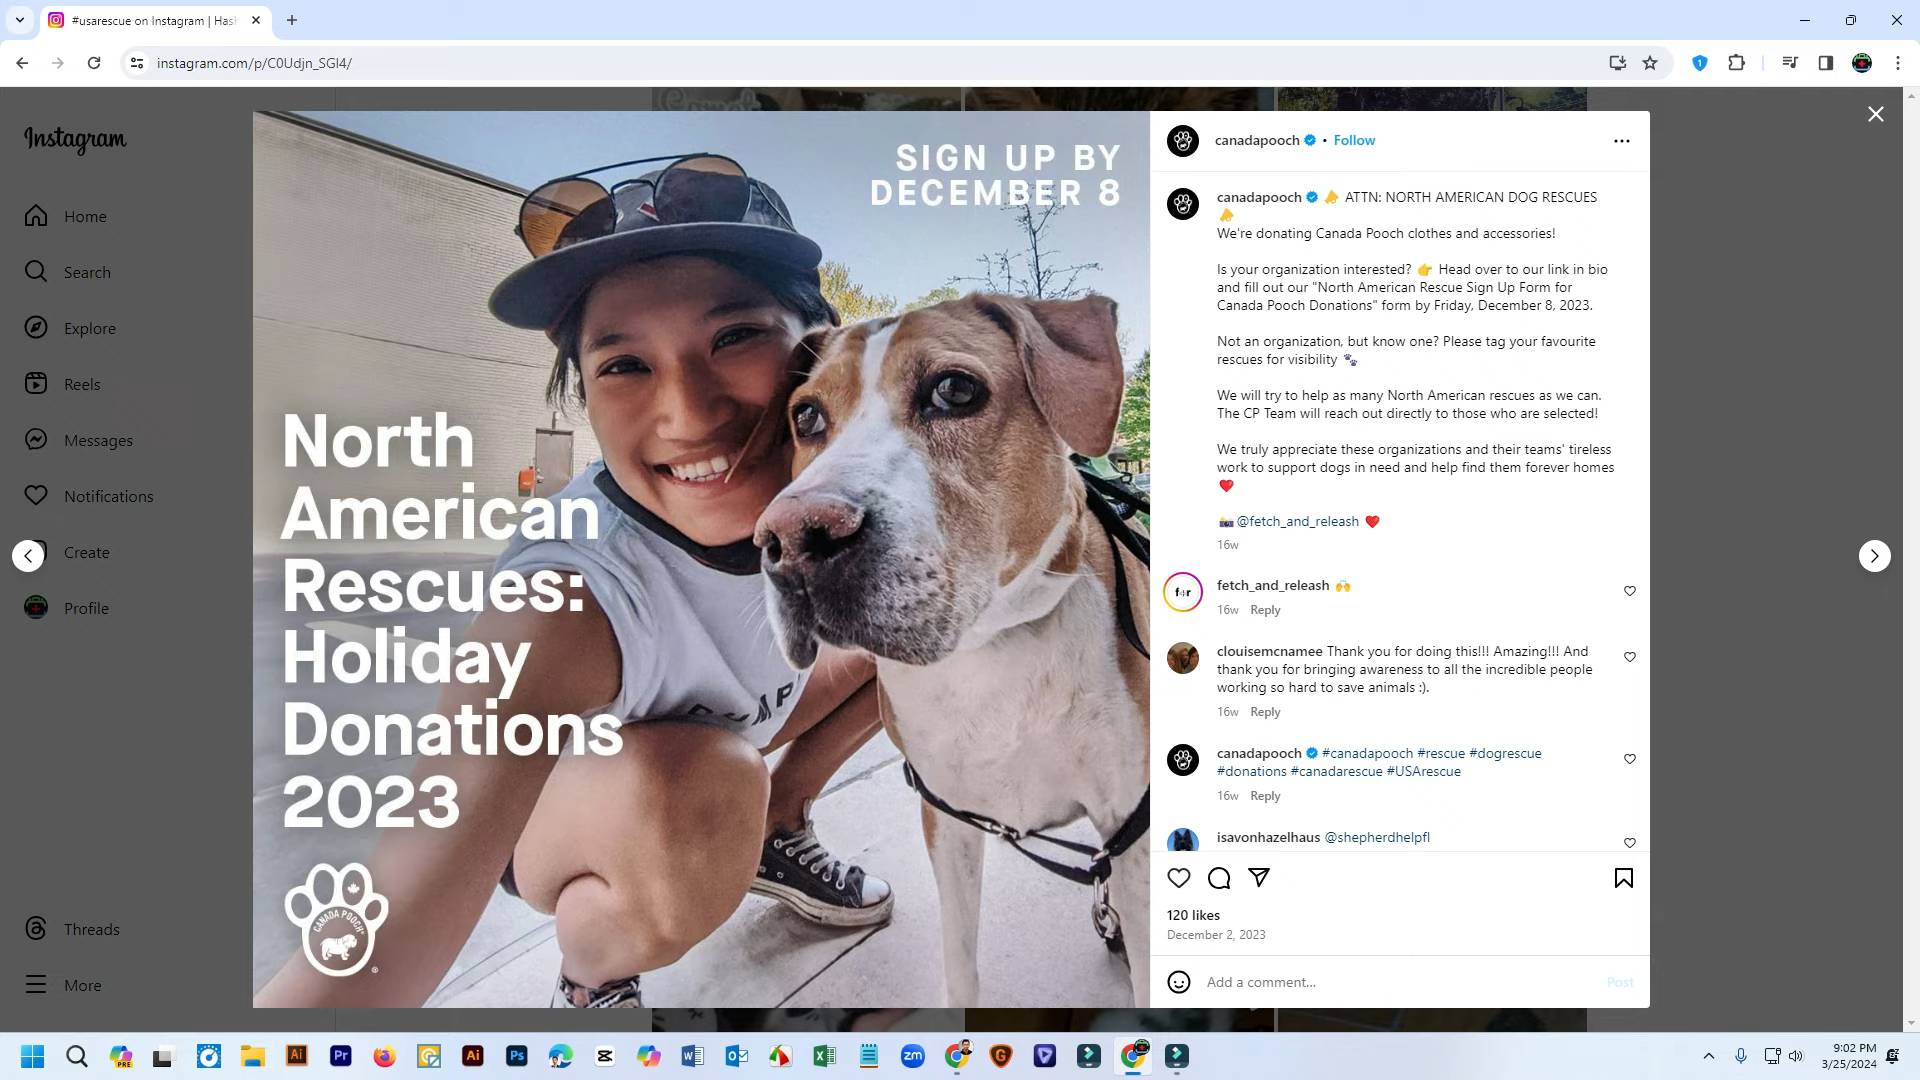 #usarescue on Instagram | Hash
instagram.com/p/C0Udjn_SGI4/
Instagram
Home
Search
Explore
Reels
Messages
Notifications
Create
Profile
Threads
More
SIGN UP BY
DECEMBER 8
North
American
Rescues:
Holiday
Donations
2023
CANADA POOCH
canadapooch • Follow
canadapooch 📣 ATTN: NORTH AMERICAN DOG RESCUES
📣
We're donating Canada Pooch clothes and accessories!
Is your organization interested? 👉 Head over to our link in bio
and fill out our "North American Rescue Sign Up Form for
Canada Pooch Donations" form by Friday, December 8, 2023.
Not an organization, but know one? Please tag your favourite
rescues for visibility 🐾
We will try to help as many North American rescues as we can.
The CP Team will reach out directly to those who are selected!
We truly appreciate these organizations and their teams' tireless
work to support dogs in need and help find them forever homes
❤️
📸 @fetch_and_releash ❤️
16w
f+r
fetch_and_releash 🙌
16w Reply
clouisemcnamee Thank you for doing this!!! Amazing!!! And
thank you for bringing awareness to all the incredible people
working so hard to save animals :).
16w Reply
canadapooch #canadapooch #rescue #dogrescue
#donations #canadarescue #USArescue
16w Reply
isavonhazelhaus @shepherdhelpfl
120 likes
December 2, 2023
Add a comment...
Post
9:02 PM
3/25/2024